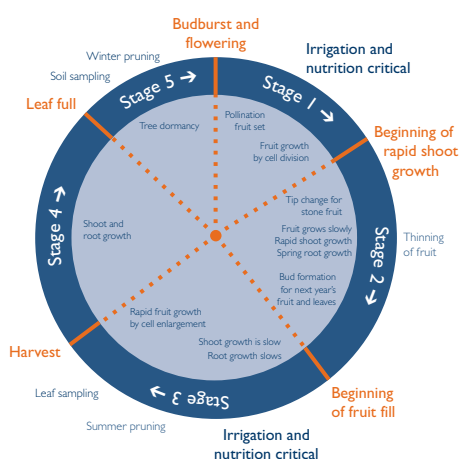 Budburst and
flowering
Winter pruning
Irrigation and
nutrition critical
Soil sampling
Stage 5 →
Stage 1 →
Leaf full
Tree dormancy
Pollination
fruit set
Beginning of
rapid shoot
growth
Fruit growth
by cell division
Tip change for
stone fruit
Stage 4 →
Shoot and
root growth
Fruit grows slowly
Rapid shoot growth
Spring root growth
Stage 2 →
Thinning
of fruit
Bud formation
for next year's
fruit and leaves
Rapid fruit growth
by cell enlargement
Shoot growth is slow
Root growth slows
Harvest
Leaf sampling
Stage 3 →
Beginning
of fruit fill
Summer pruning
Irrigation and
nutrition critical